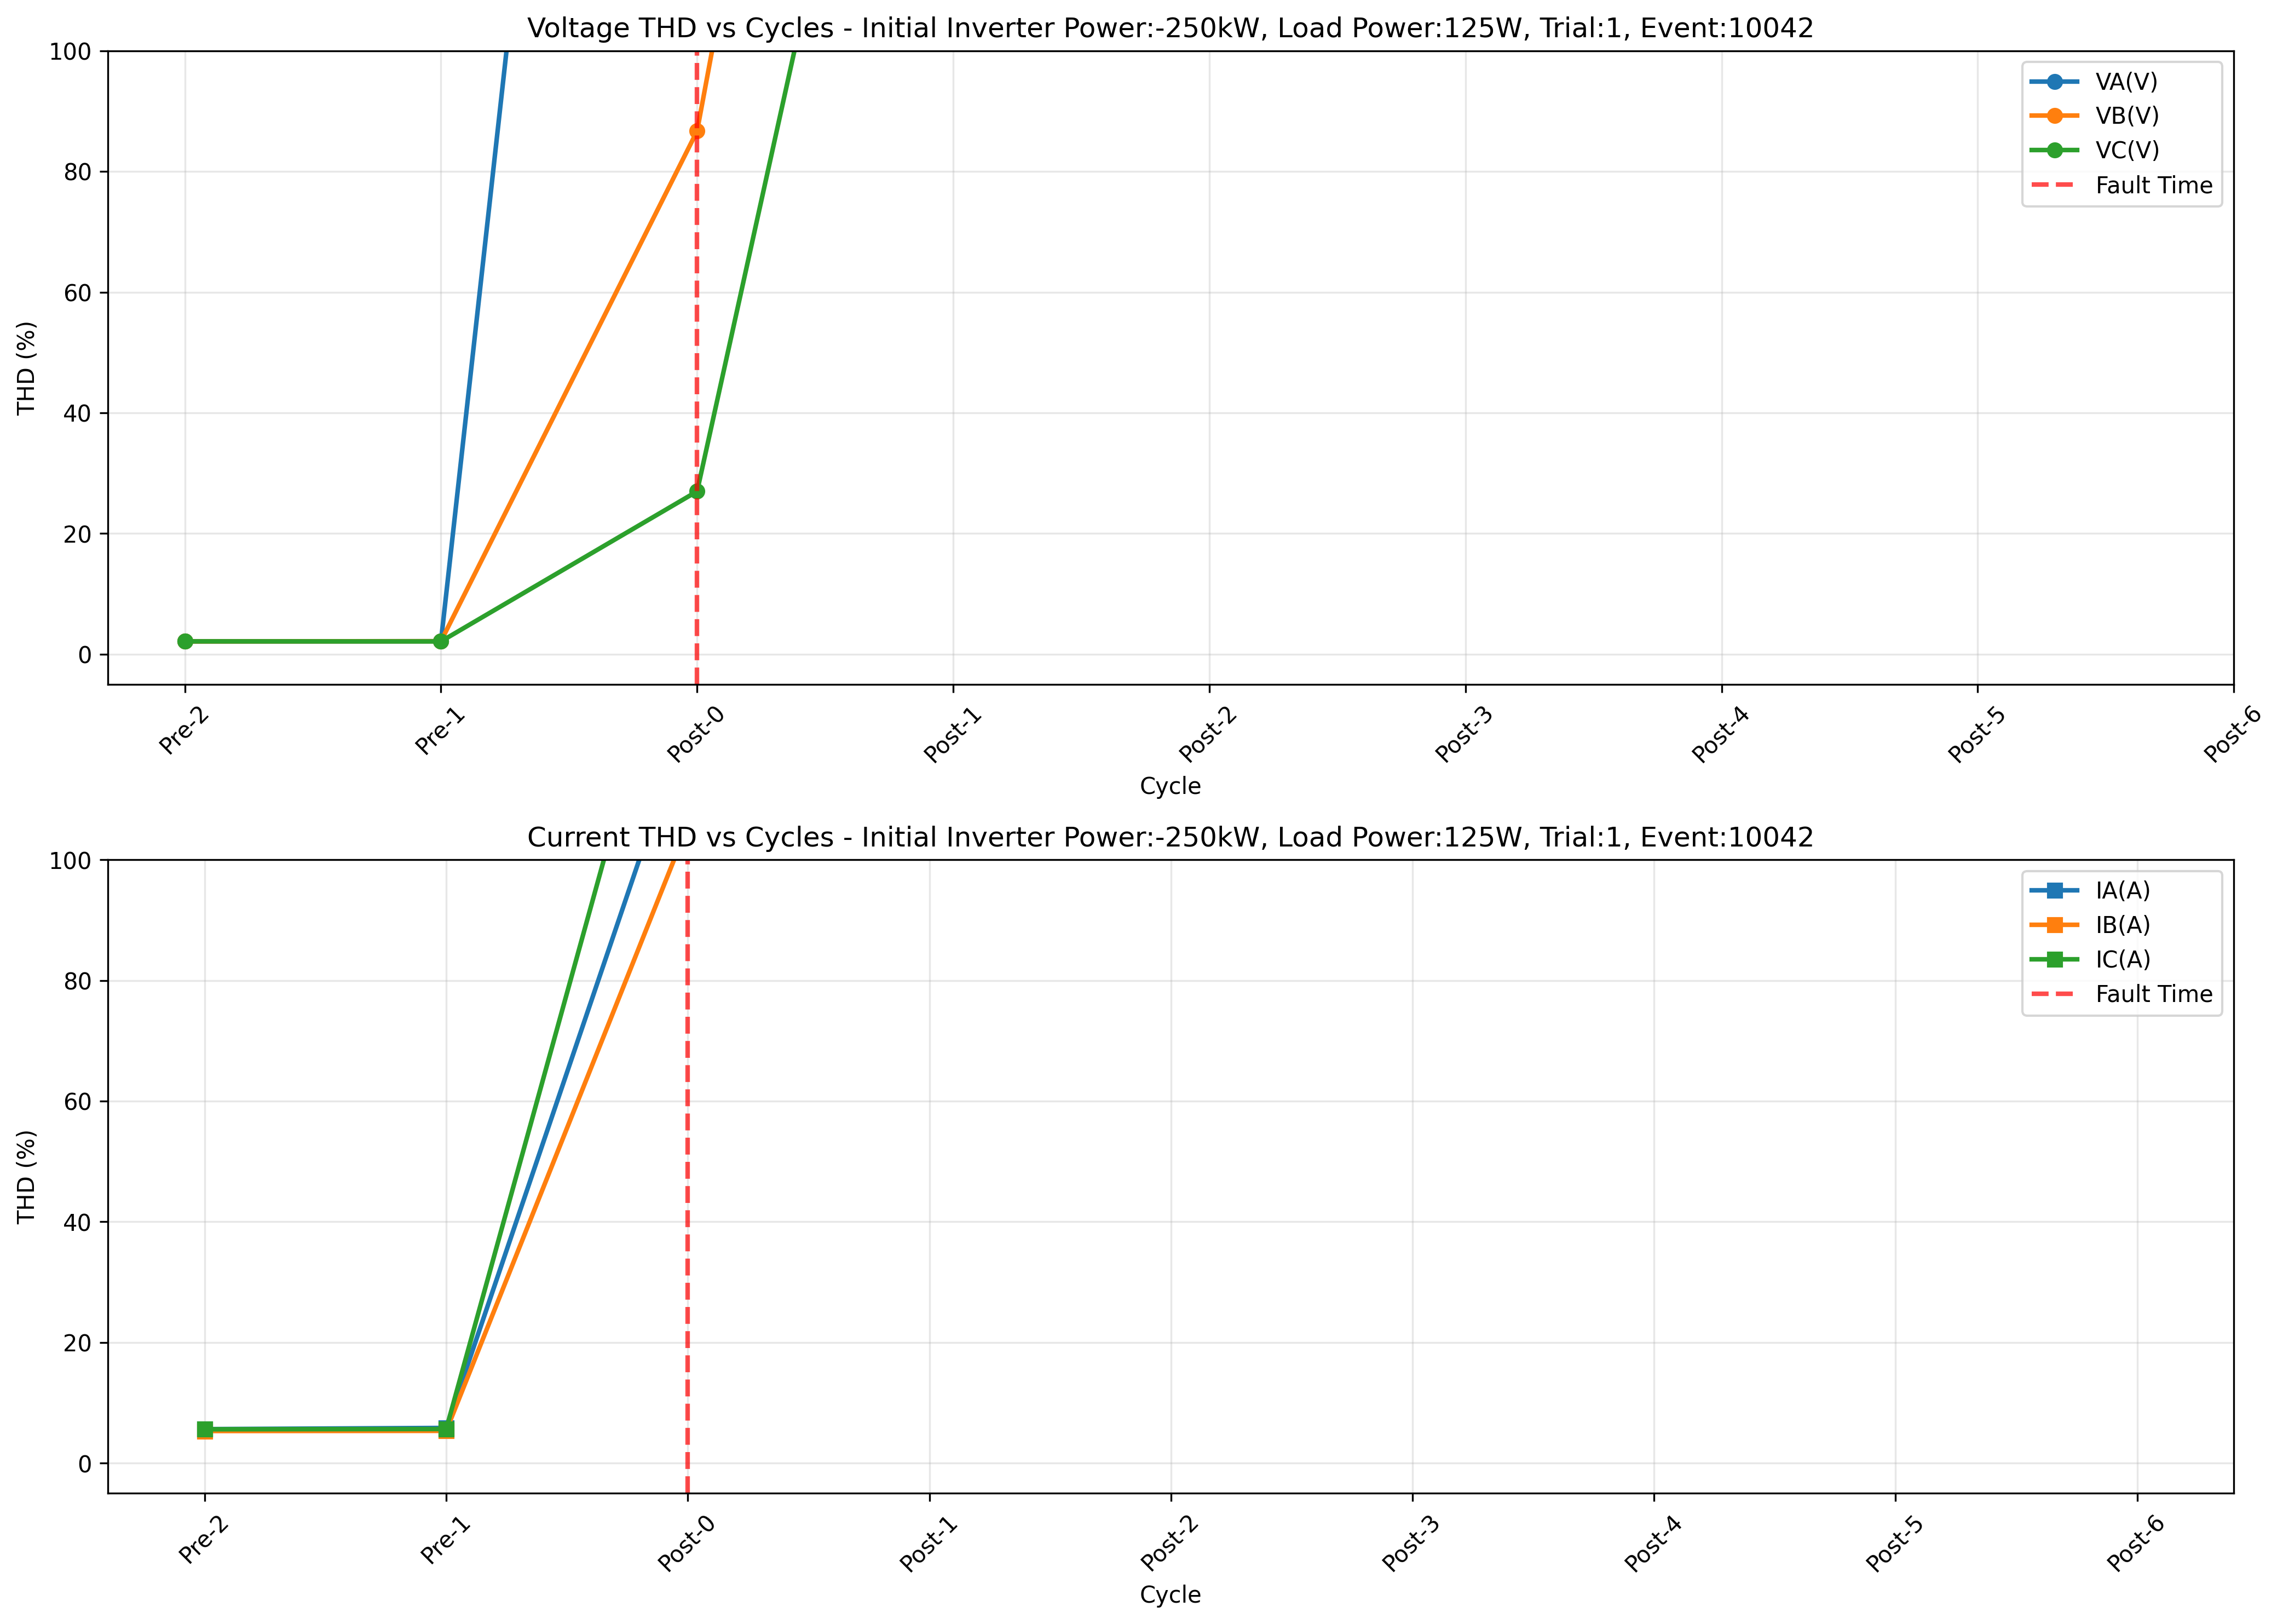 Voltage THD vs Cycles - Initial Inverter Power:-250kW, Load Power:125W, Trial:1, Event:10042
100
80
60
40
20
0
THD (%)
VA(V)
VB(V)
VC(V)
Fault Time
Pre-2
Pre-1
Post-0
Post-1
Post-2
Post-3
Post-4
Post-5
Post-6
Cycle
Current THD vs Cycles - Initial Inverter Power:-250kW, Load Power:125W, Trial:1, Event:10042
100
80
60
40
20
0
THD (%)
IA(A)
IB(A)
IC(A)
Fault Time
Pre-2
Pre-1
Post-0
Post-1
Post-2
Post-3
Post-4
Post-5
Post-6
Cycle